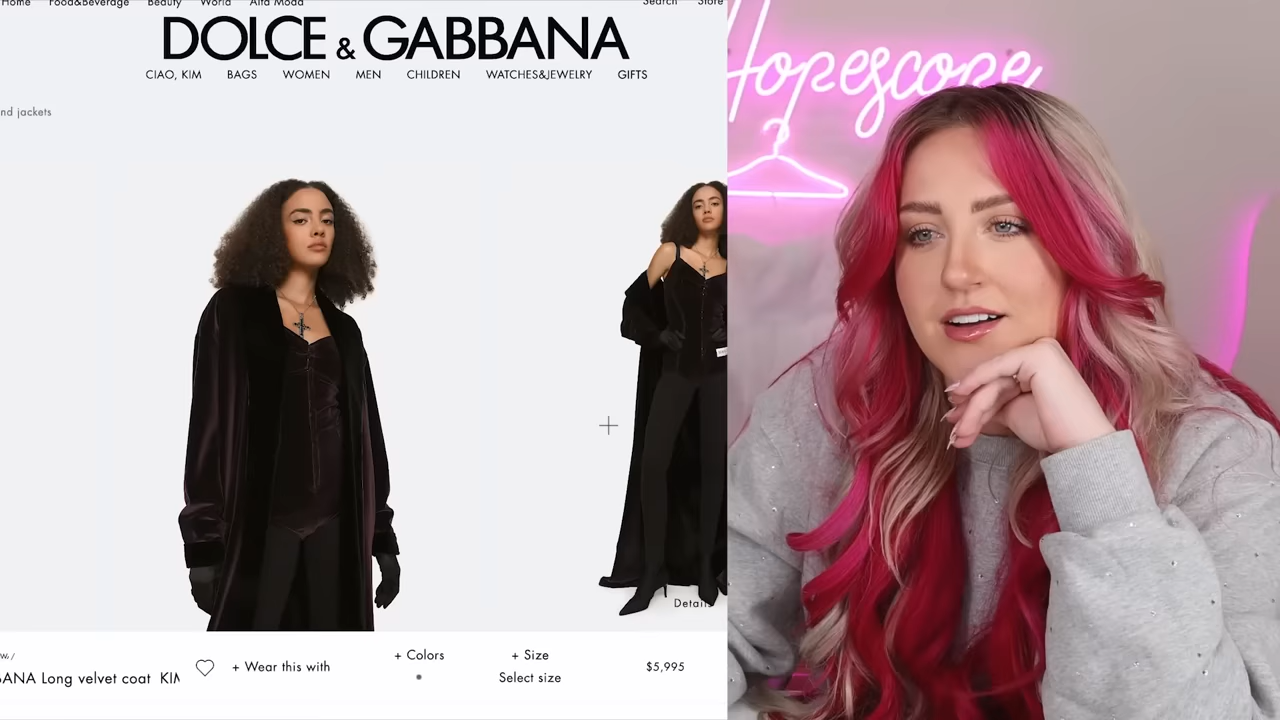 Home Food&Beverage Beauty World Alta Moda Search Store
DOLCE & GABBANA
CIAO, KIM BAGS WOMEN MEN CHILDREN WATCHES&JEWELRY GIFTS
nd jackets
Details
+ Wear this with
+ Colors
+ Size
Select size
$5,995
BANA Long velvet coat KIM
Hopescope